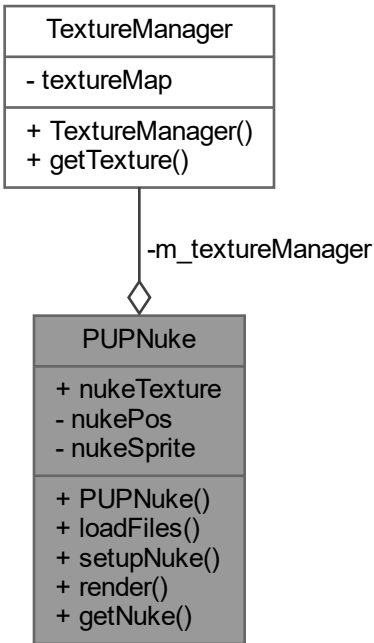 TextureManager
- textureMap
+ TextureManager()
+ getTexture()
-m_textureManager
PUPNuke
+ nukeTexture
- nukePos
- nukeSprite
+ PUPNuke()
+ loadFiles()
+ setupNuke()
+ render()
+ getNuke()